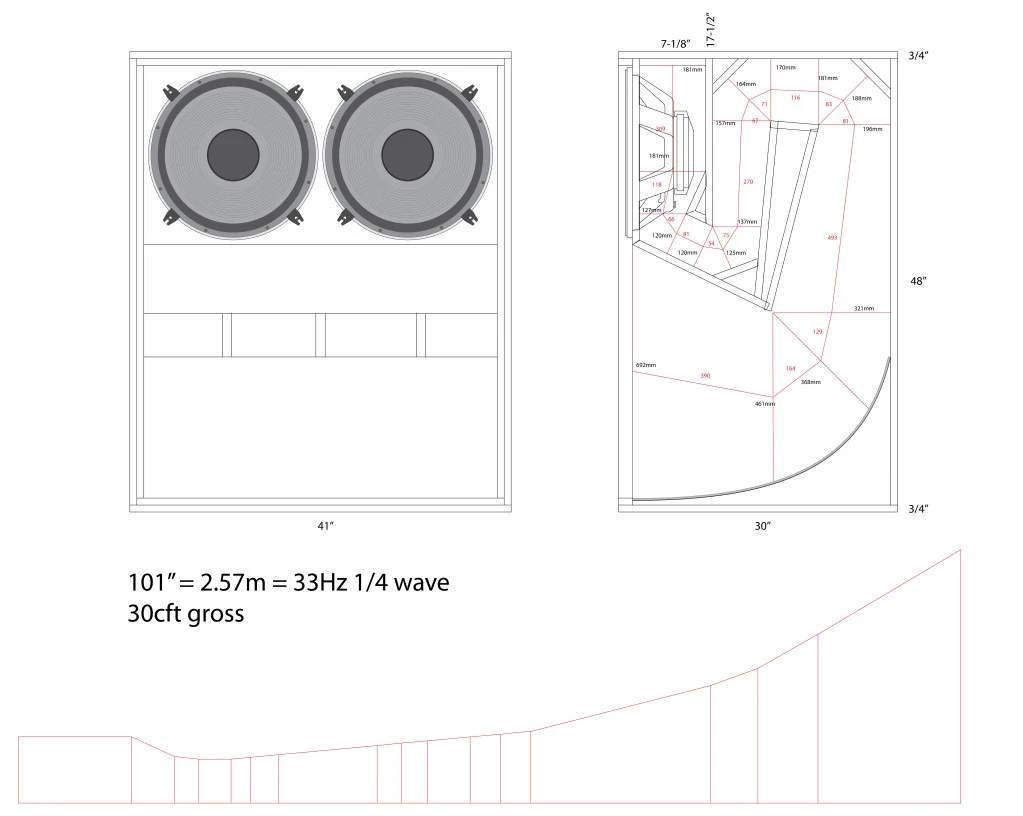 7-1/8”
17-1/2”
3/4”
181mm
170mm
181mm
164mm
116
188mm
71
83
157mm
67
81
196mm
309
181mm
118
270
127mm
66
137mm
120mm
81
75
54
120mm
125mm
493
48”
321mm
129
692mm
390
164
368mm
461mm
3/4”
41”
30”
101” = 2.57m = 33Hz 1/4 wave
30cft gross